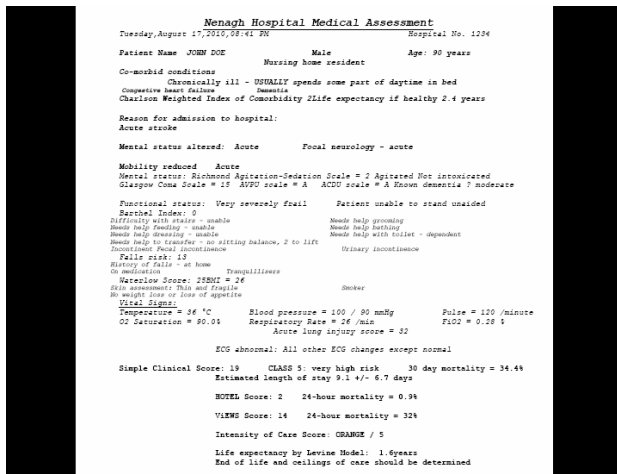 Nenagh Hospital Medical Assessment
Tuesday,August 17,2010,08:41 PM Hospital No. 1234
Patient Name JOHN DOE Male Age: 90 years
Nursing home resident
Co-morbid conditions
Chronically ill - USUALLY spends some part of daytime in bed
Congestive heart failure Dementia
Charlson Weighted Index of Comorbidity 2Life expectancy if healthy 2.4 years
Reason for admission to hospital:
Acute stroke
Mental status altered: Acute Focal neurology - acute
Mobility reduced Acute
Mental status: Richmond Agitation-Sedation Scale = 2 Agitated Not intoxicated
Glasgow Coma Scale = 15 AVPU scale = A ACDU scale = A Known dementia ? moderate
Functional status: Very severely frail Patient unable to stand unaided
Barthel Index: 0
Difficulty with stairs - unable Needs help grooming
Needs help feeding - unable Needs help bathing
Needs help dressing - unable Needs help with toilet - dependent
Needs help to transfer - no sitting balance, 2 to lift
Incontinent Fecal incontinence Urinary incontinence
Falls risk: 13
History of falls - at home
On medication Tranquillisers
Waterlow Score: 25BMI = 26
Skin assessment: Thin and fragile Smoker
No weight loss or loss of appetite
Vital Signs:
Temperature = 36 °C Blood pressure = 100 / 90 mmHg Pulse = 120 /minute
O2 Saturation = 90.0% Respiratory Rate = 26 /min FiO2 = 0.28 %
Acute lung injury score = 32
ECG abnormal: All other ECG changes except normal
Simple Clinical Score: 19 CLASS 5: very high risk 30 day mortality = 34.4%
Estimated length of stay 9.1 +/- 6.7 days
HOTEL Score: 2 24-hour mortality = 0.9%
ViEWS Score: 14 24-hour mortality = 32%
Intensity of Care Score: ORANGE / 5
Life expectancy by Levine Model: 1.6years
End of life and ceilings of care should be determined